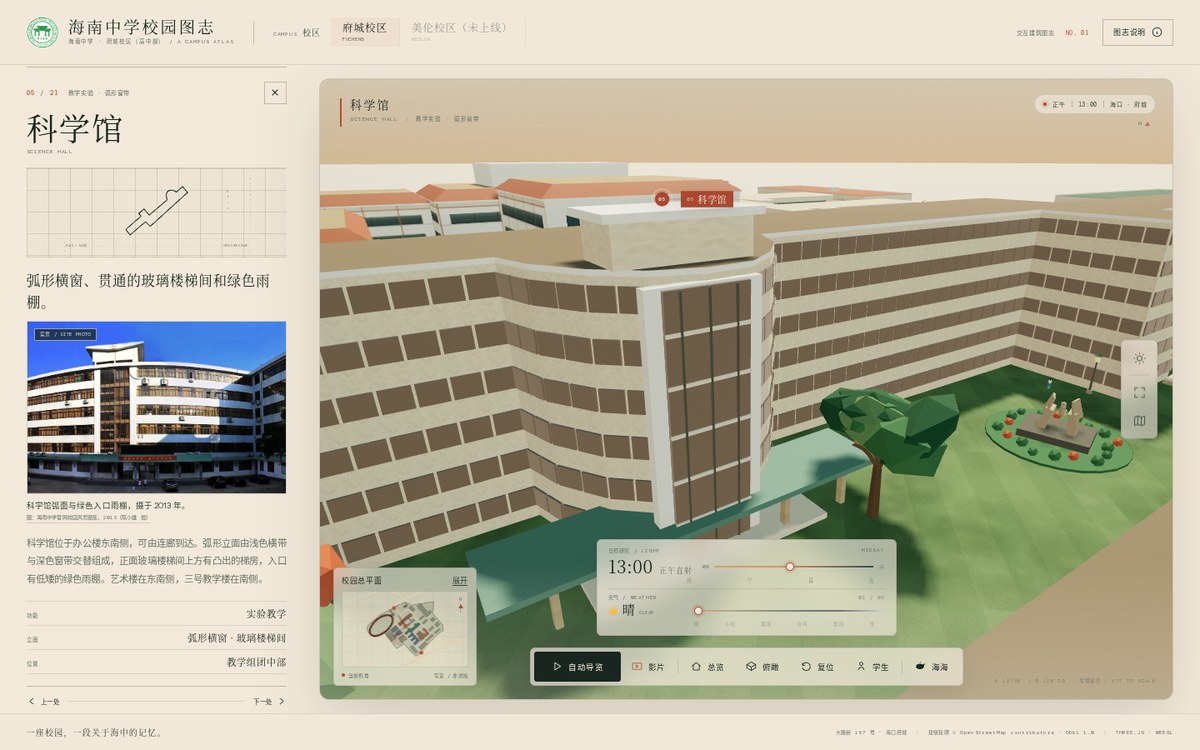 海南中学校园图志
海南中学 · 府城校区（高中部） / A CAMPUS ATLAS
CAMPUS 校区
府城校区
FUCHENG
美伦校区（未上线）
MEILUN
交互建筑图志 NO. 01
图志说明
05 / 21 教学实验 · 弧形窗带
科学馆
SCIENCE HALL
弧形横窗、贯通的玻璃楼梯间和绿色雨
棚。
实景 / SITE PHOTO
科学馆弧面与绿色入口雨棚，摄于 2013 年。
科学馆位于办公楼东南侧，可由连廊到达。弧形立面由浅色横带
与深色窗带交替组成，正面玻璃楼梯间上方有凸出的梯房，入口
有低矮的绿色雨棚。艺术楼在东南侧，三号教学楼在南侧。
功能 实验教学
立面 弧形横窗 · 玻璃楼梯间
位置 教学组团中部
上一处
下一处
科学馆
SCIENCE HALL / 教学实验 · 弧形窗带
正午 | 13:00 | 海口 · 府城
N
05
05 科学馆
校园总平面
展开
日照研究 / LIGHT
MIDDAY
13:00 正午直射
天气 / WEATHER
晴 CLEAR
自动导览
影片
总览
俯瞰
复位
学生
海海
一座校园，一段关于海中的记忆。